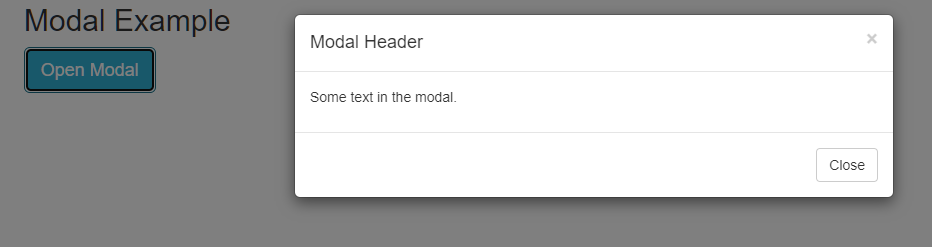 Modal Example
Open Modal
Modal Header
×
Some text in the modal.
Close